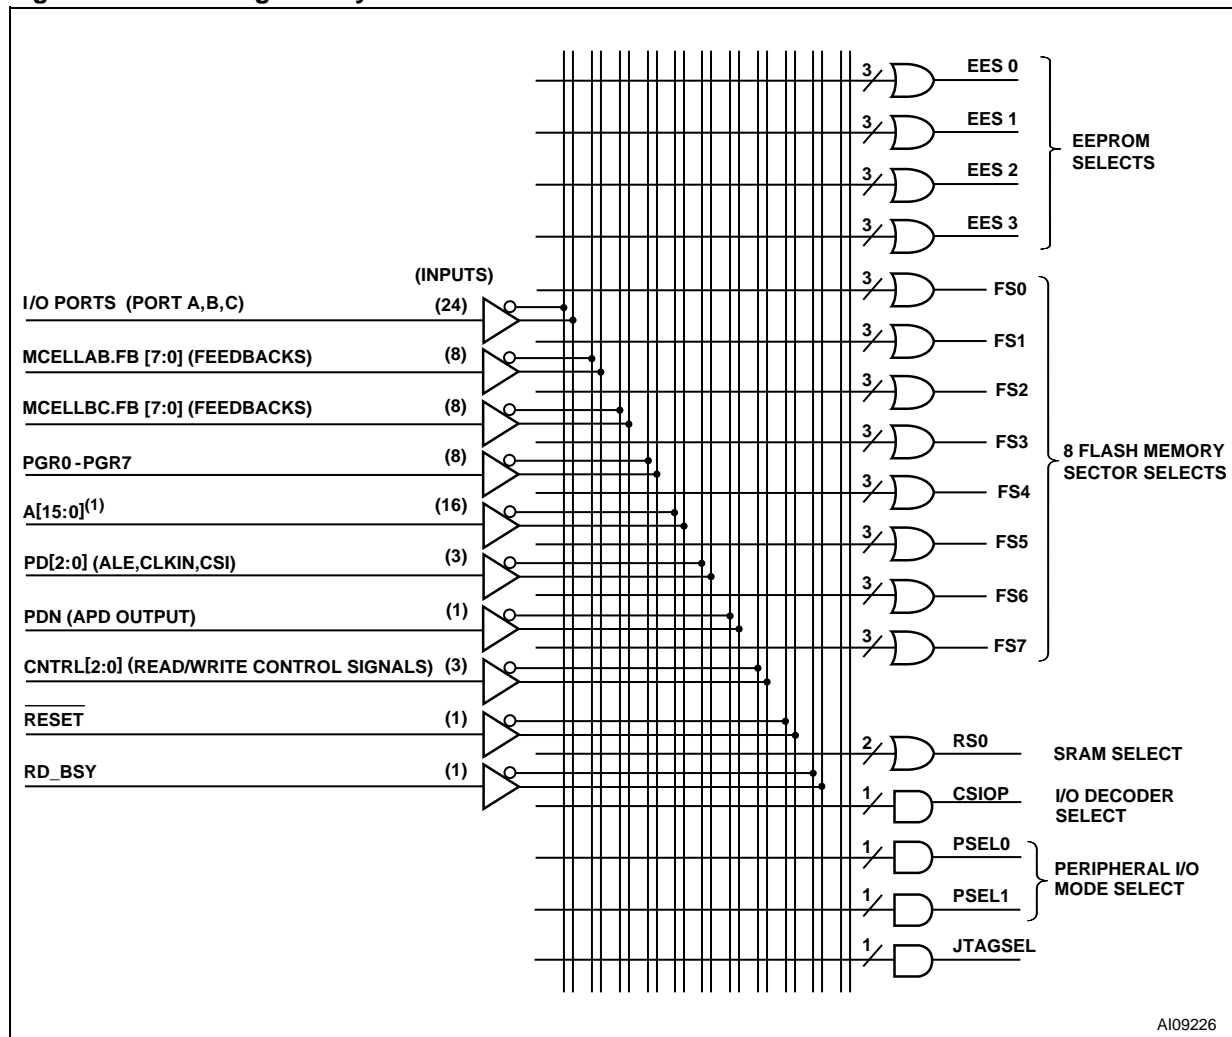 (INPUTS)
I/O PORTS (PORT A,B,C) (24)
MCELLAB.FB [7:0] (FEEDBACKS) (8)
MCELLBC.FB [7:0] (FEEDBACKS) (8)
PGR0 - PGR7 (8)
A[15:0](1) (16)
PD[2:0] (ALE,CLKIN,CSI) (3)
PDN (APD OUTPUT) (1)
CNTRL[2:0] (READ/WRITE CONTROL SIGNALS) (3)
RESET (1)
RD_BSY (1)
3 EES 0
3 EES 1
3 EES 2
3 EES 3
EEPROM
SELECTS
3 FS0
3 FS1
3 FS2
3 FS3
3 FS4
3 FS5
3 FS6
3 FS7
8 FLASH MEMORY
SECTOR SELECTS
2 RS0 SRAM SELECT
1 CSIOP I/O DECODER
SELECT
1 PSEL0
1 PSEL1
PERIPHERAL I/O
MODE SELECT
1 JTAGSEL
AI09226